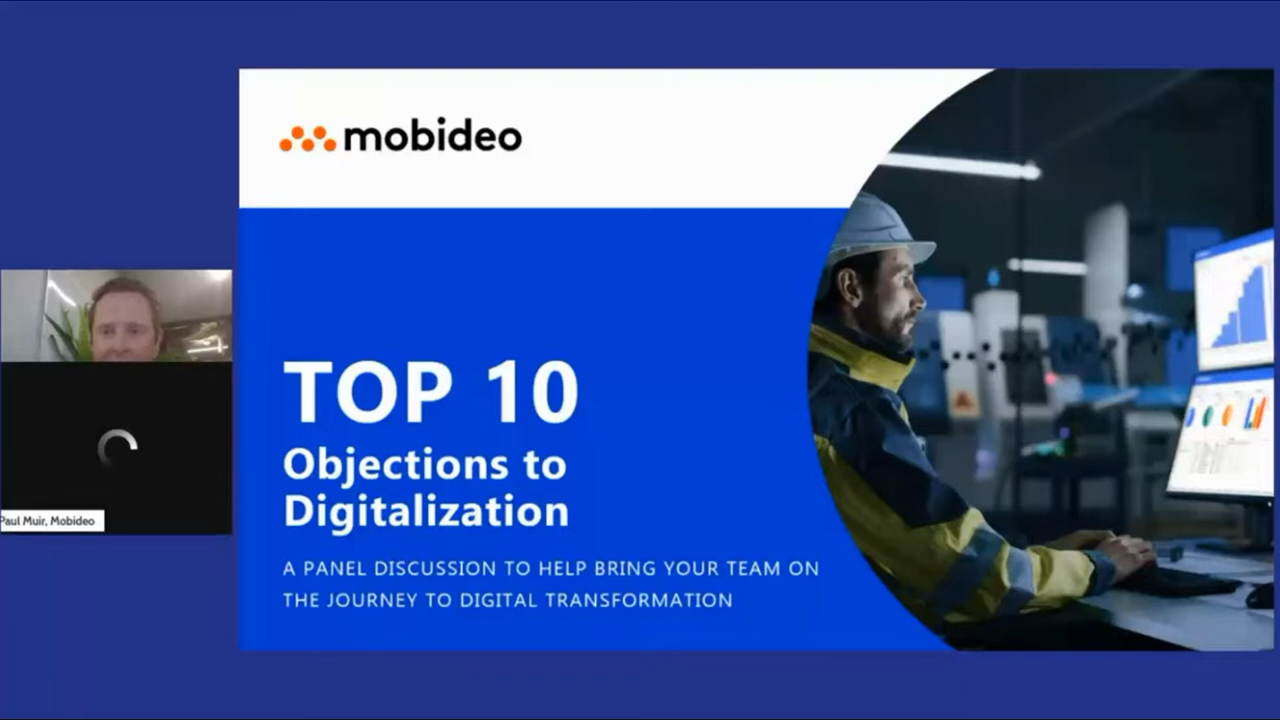 mobideo
TOP 10
Objections to
Digitalization
A PANEL DISCUSSION TO HELP BRING YOUR TEAM ON
THE JOURNEY TO DIGITAL TRANSFORMATION
Paul Muir, Mobideo